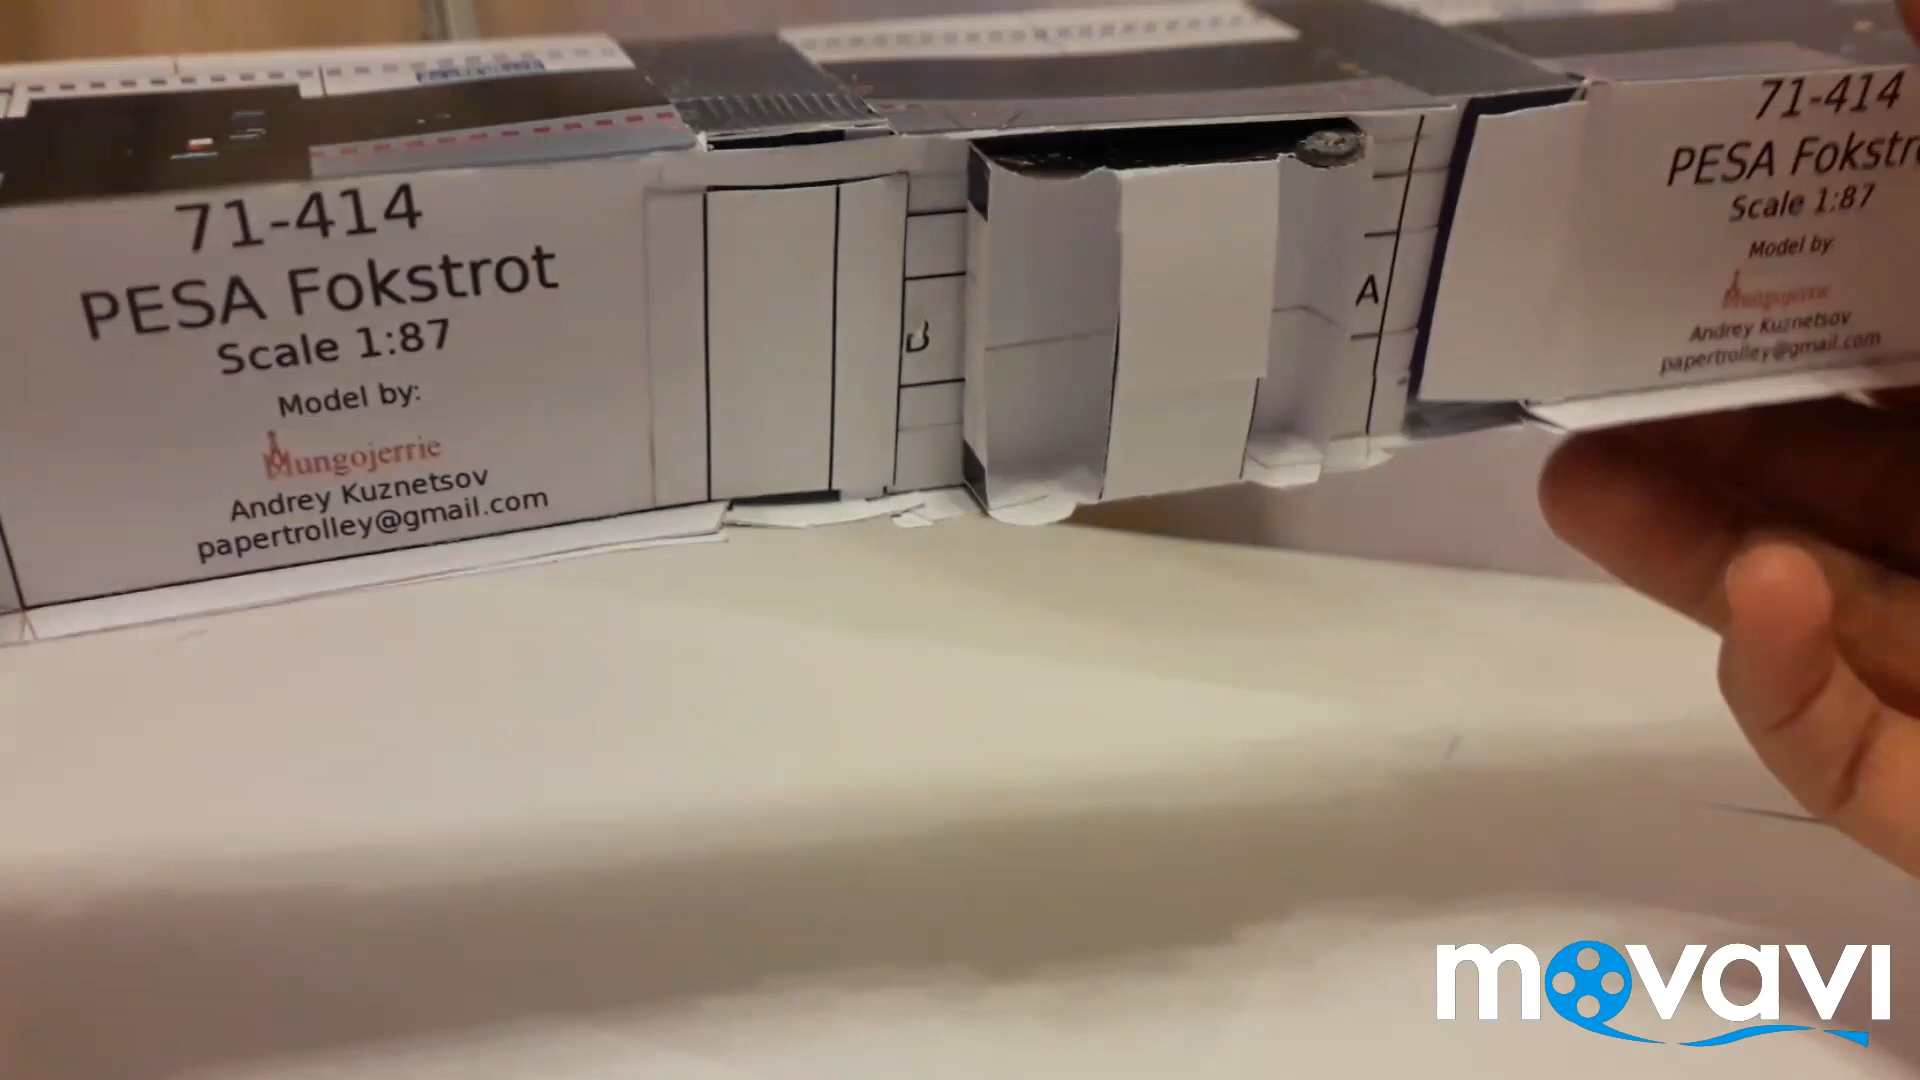 71-414
PESA Fokstrot
Scale 1:87
Model by:
Mungojerrie
Andrey Kuznetsov
papertrolley@gmail.com
B
A
71-414
PESA Fokstr
Scale 1:87
Model by:
Mungojerrie
Andrey Kuznetsov
papertrolley@gmail.com
movavi